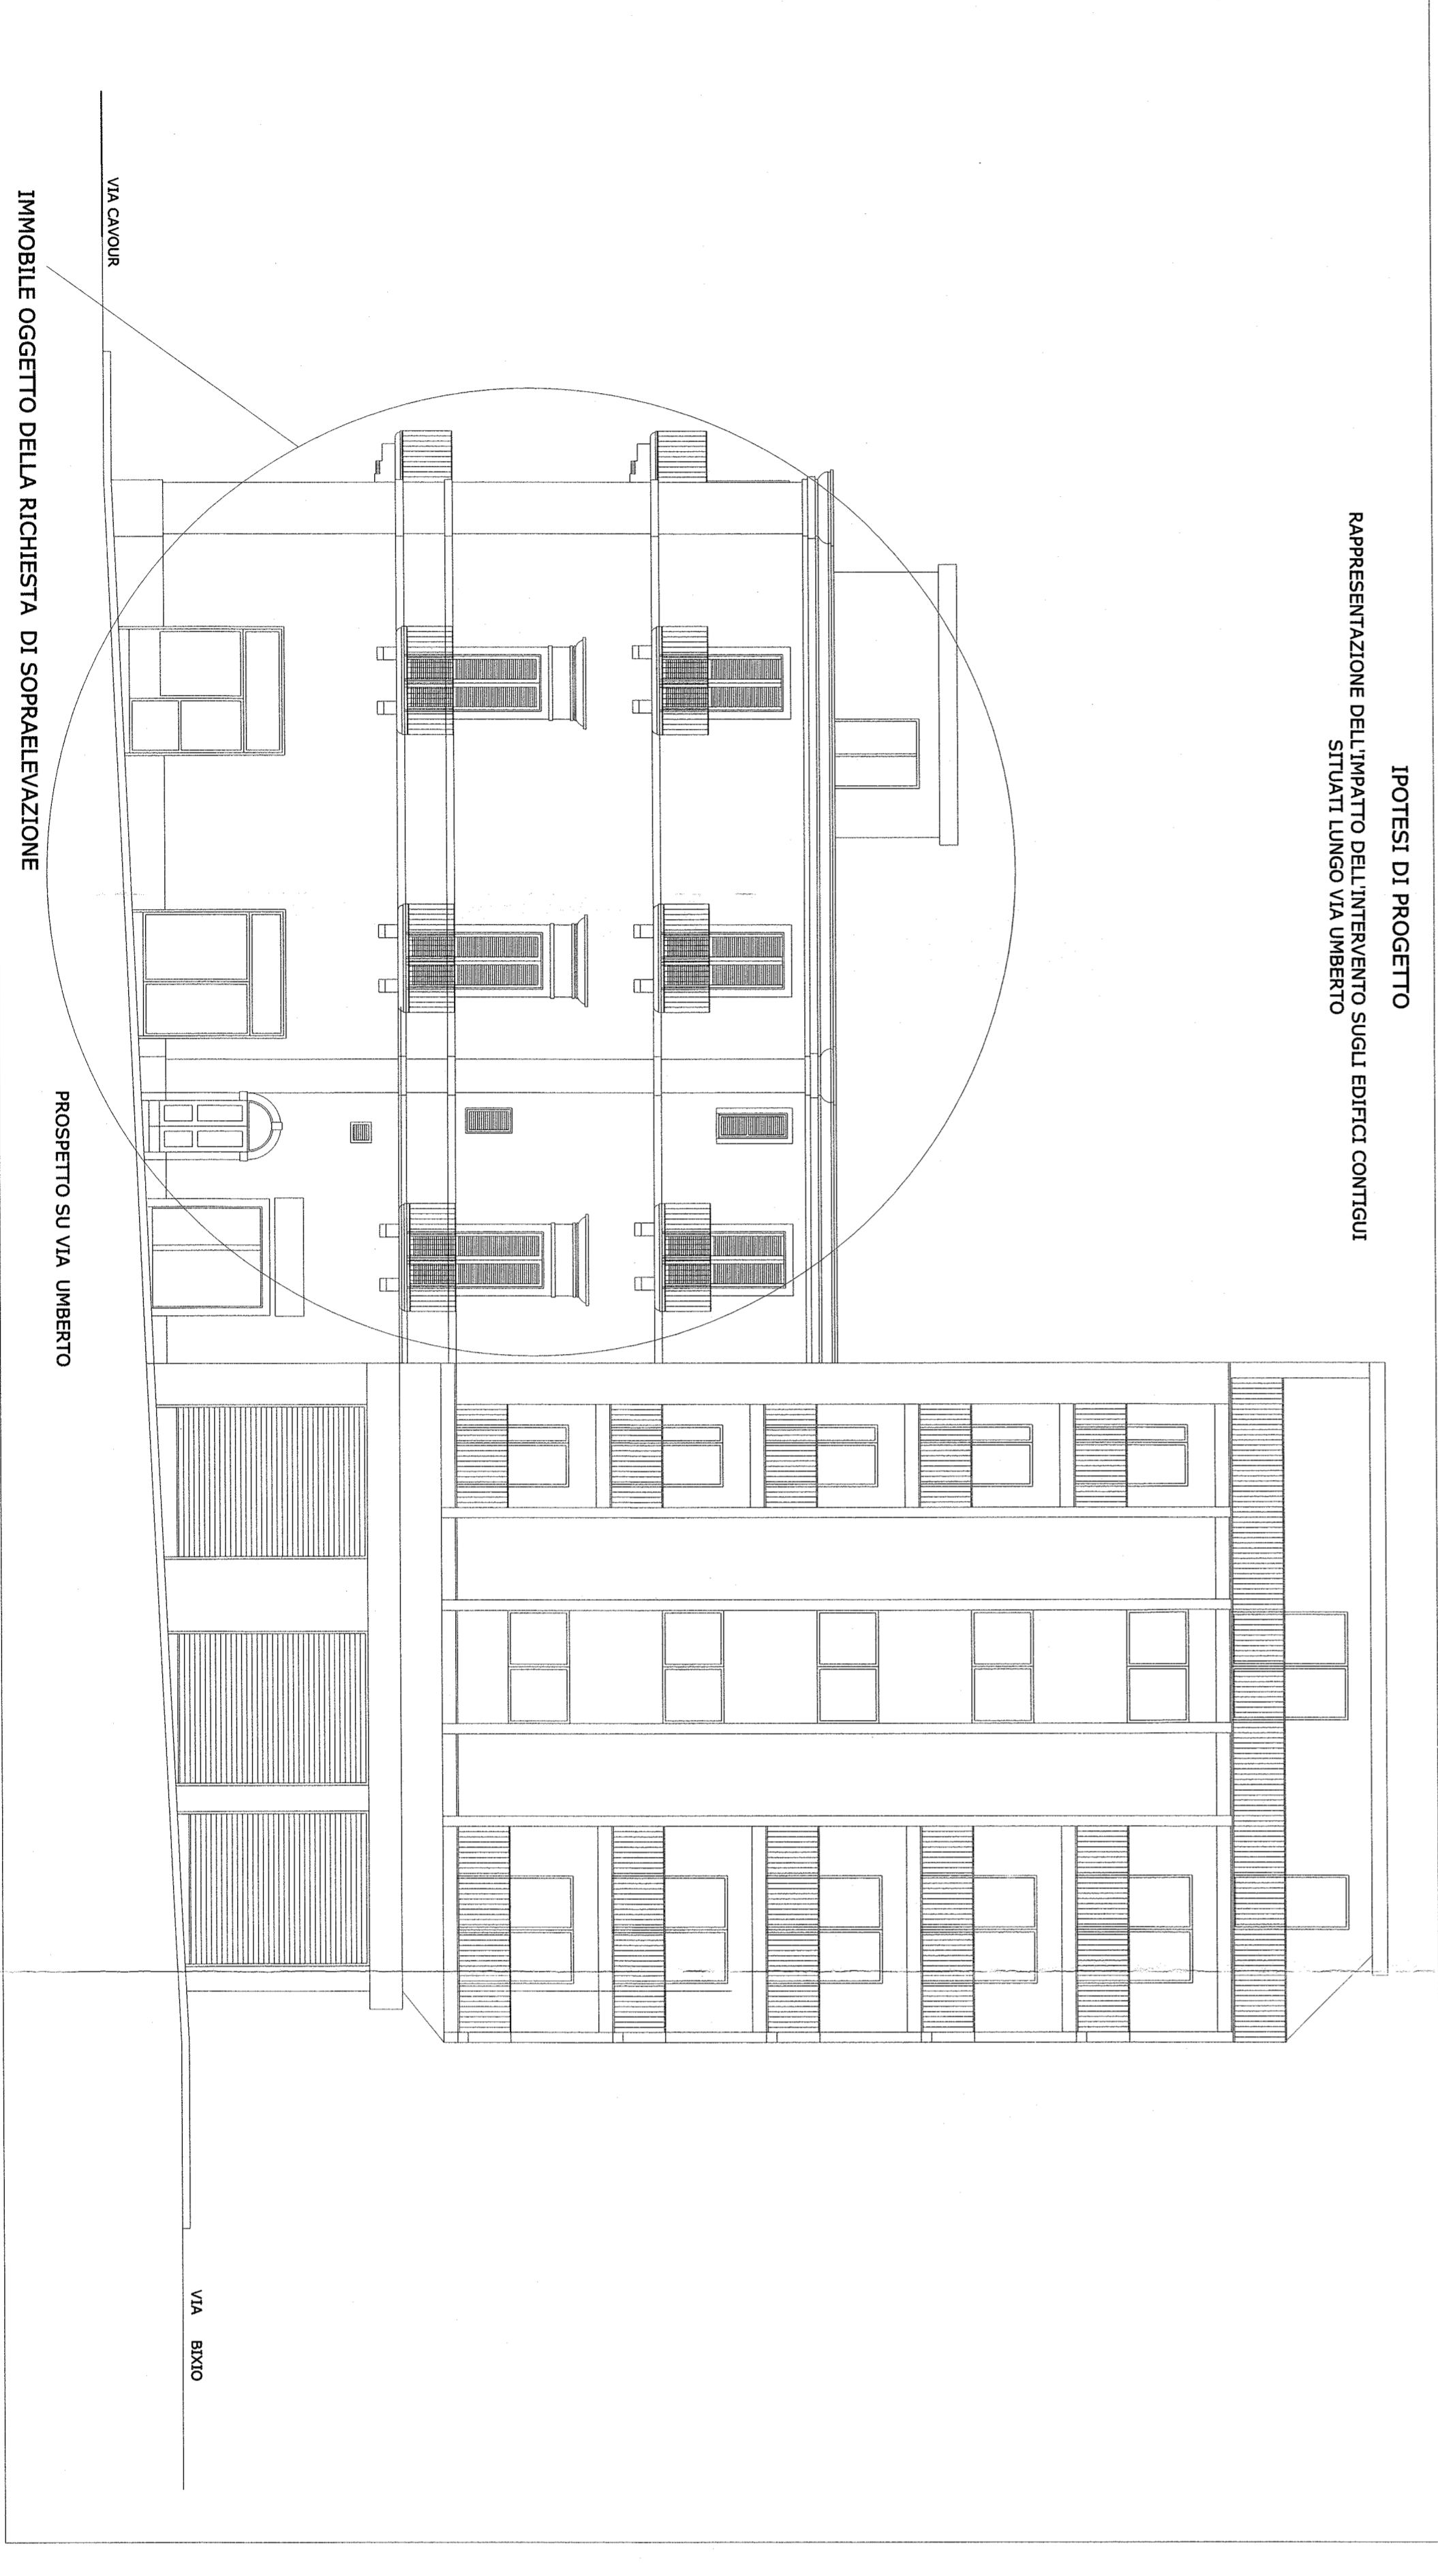 IPOTESI DI PROGETTO
RAPPRESENTAZIONE DELL'IMPATTO DELL'INTERVENTO SUGLI EDIFICI CONTIGUI
SITUATI LUNGO VIA UMBERTO
VIA CAVOUR
VIA BIXIO
PROSPETTO SU VIA UMBERTO
IMMOBILE OGGETTO DELLA RICHIESTA DI SOPRAELEVAZIONE